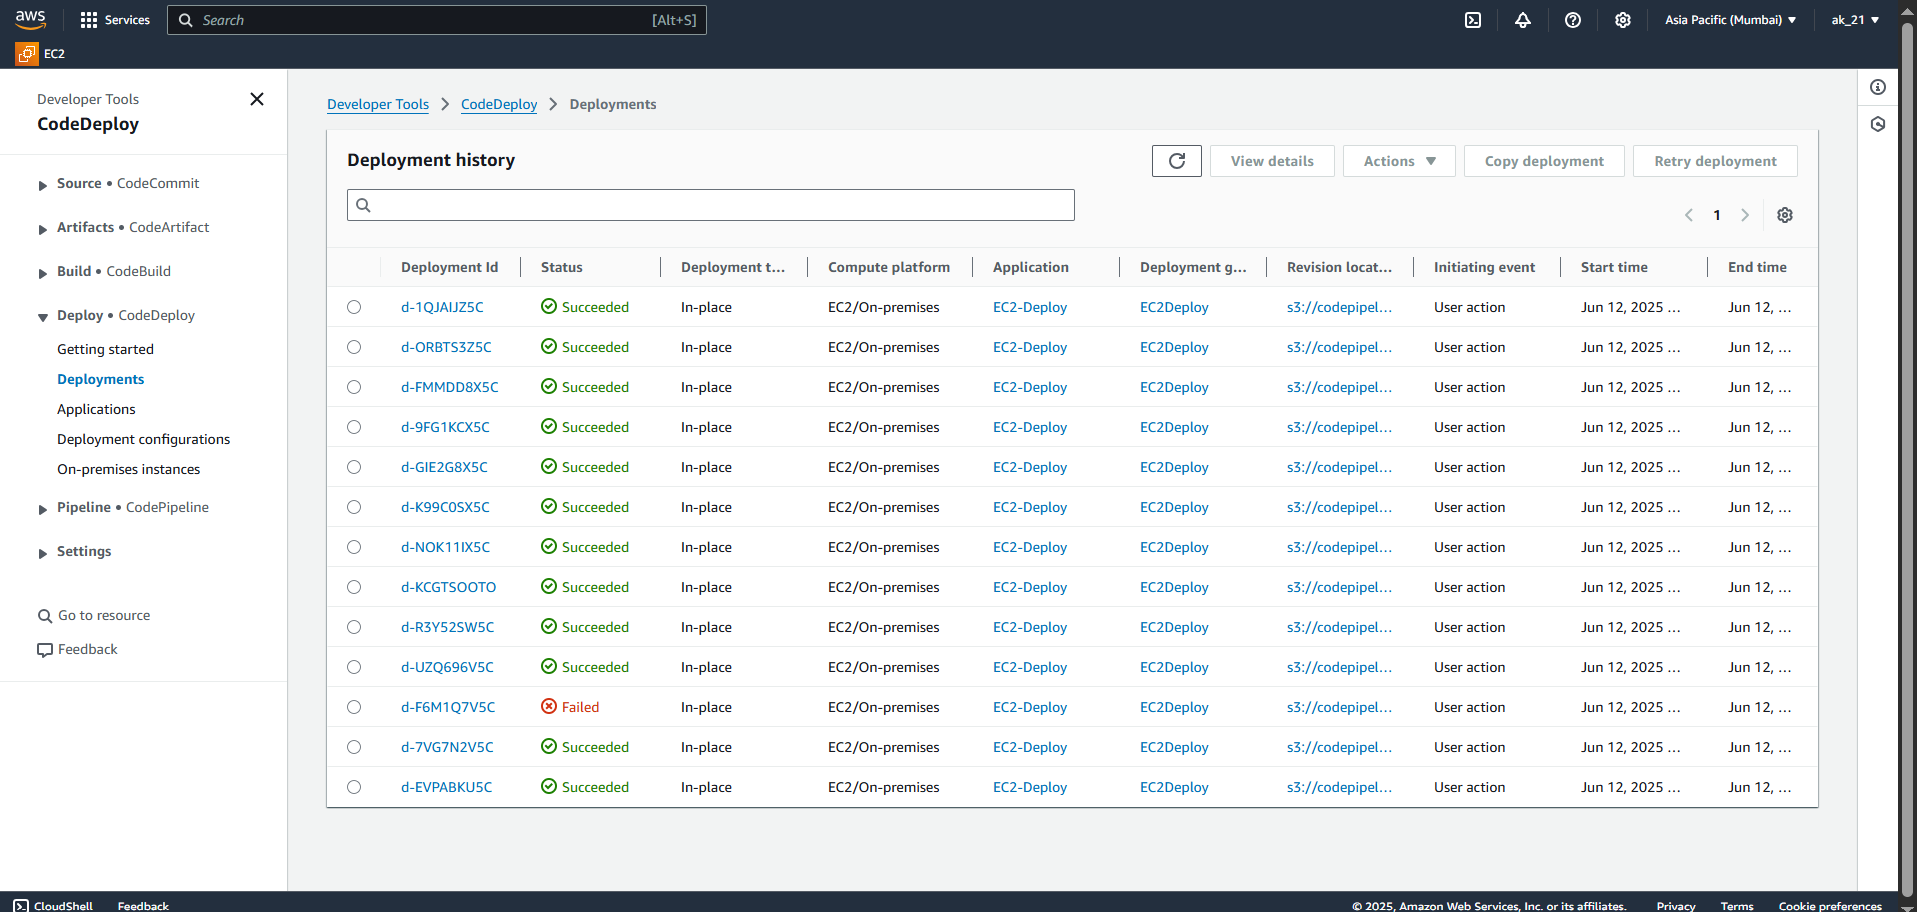 aws Services Search [Alt+S] Asia Pacific (Mumbai) ak_21
EC2
Developer Tools
CodeDeploy
Source • CodeCommit
Artifacts • CodeArtifact
Build • CodeBuild
Deploy • CodeDeploy
Getting started
Deployments
Applications
Deployment configurations
On-premises instances
Pipeline • CodePipeline
Settings
Go to resource
Feedback
Developer Tools CodeDeploy Deployments
Deployment history View details Actions Copy deployment Retry deployment
1
Deployment Id Status Deployment t... Compute platform Application Deployment g... Revision locat... Initiating event Start time End time
d-1QJAIJZ5C Succeeded In-place EC2/On-premises EC2-Deploy EC2Deploy s3://codepipel... User action Jun 12, 2025 ... Jun 12, ...
d-ORBTS3Z5C Succeeded In-place EC2/On-premises EC2-Deploy EC2Deploy s3://codepipel... User action Jun 12, 2025 ... Jun 12, ...
d-FMMDD8X5C Succeeded In-place EC2/On-premises EC2-Deploy EC2Deploy s3://codepipel... User action Jun 12, 2025 ... Jun 12, ...
d-9FG1KCX5C Succeeded In-place EC2/On-premises EC2-Deploy EC2Deploy s3://codepipel... User action Jun 12, 2025 ... Jun 12, ...
d-GIE2G8X5C Succeeded In-place EC2/On-premises EC2-Deploy EC2Deploy s3://codepipel... User action Jun 12, 2025 ... Jun 12, ...
d-K99C0SX5C Succeeded In-place EC2/On-premises EC2-Deploy EC2Deploy s3://codepipel... User action Jun 12, 2025 ... Jun 12, ...
d-NOK11IX5C Succeeded In-place EC2/On-premises EC2-Deploy EC2Deploy s3://codepipel... User action Jun 12, 2025 ... Jun 12, ...
d-KCGTSOOTO Succeeded In-place EC2/On-premises EC2-Deploy EC2Deploy s3://codepipel... User action Jun 12, 2025 ... Jun 12, ...
d-R3Y52SW5C Succeeded In-place EC2/On-premises EC2-Deploy EC2Deploy s3://codepipel... User action Jun 12, 2025 ... Jun 12, ...
d-UZQ696V5C Succeeded In-place EC2/On-premises EC2-Deploy EC2Deploy s3://codepipel... User action Jun 12, 2025 ... Jun 12, ...
d-F6M1Q7V5C Failed In-place EC2/On-premises EC2-Deploy EC2Deploy s3://codepipel... User action Jun 12, 2025 ... Jun 12, ...
d-7VG7N2V5C Succeeded In-place EC2/On-premises EC2-Deploy EC2Deploy s3://codepipel... User action Jun 12, 2025 ... Jun 12, ...
d-EVPABKU5C Succeeded In-place EC2/On-premises EC2-Deploy EC2Deploy s3://codepipel... User action Jun 12, 2025 ... Jun 12, ...
CloudShell Feedback © 2025, Amazon Web Services, Inc. or its affiliates. Privacy Terms Cookie preferences